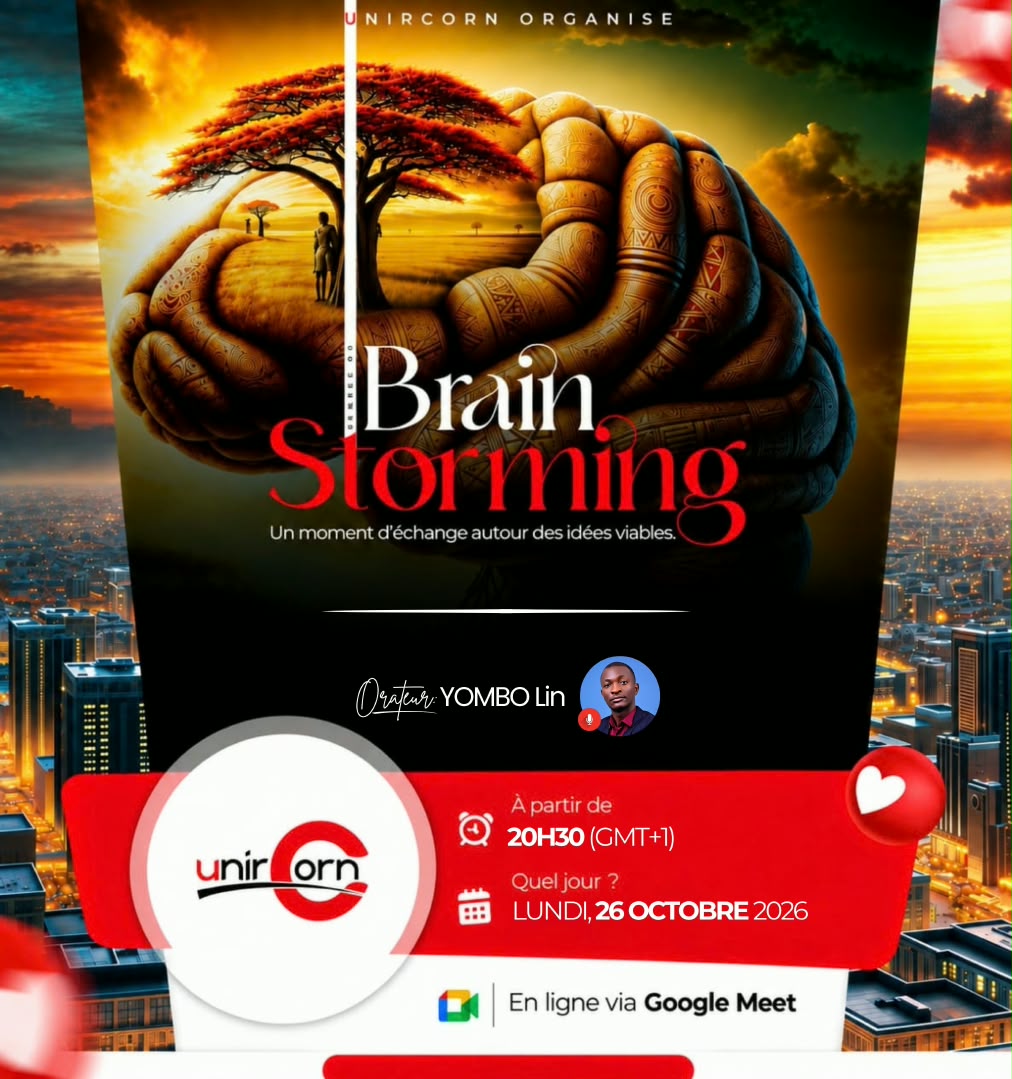 UNIRCORN ORGANISE
Brain
Storming
Un moment d'échange autour des idées viables.
Orateur: YOMBO Lin
unirCorn
À partir de
20H30 (GMT+1)
Quel jour ?
LUNDI, 26 OCTOBRE 2026
En ligne via Google Meet